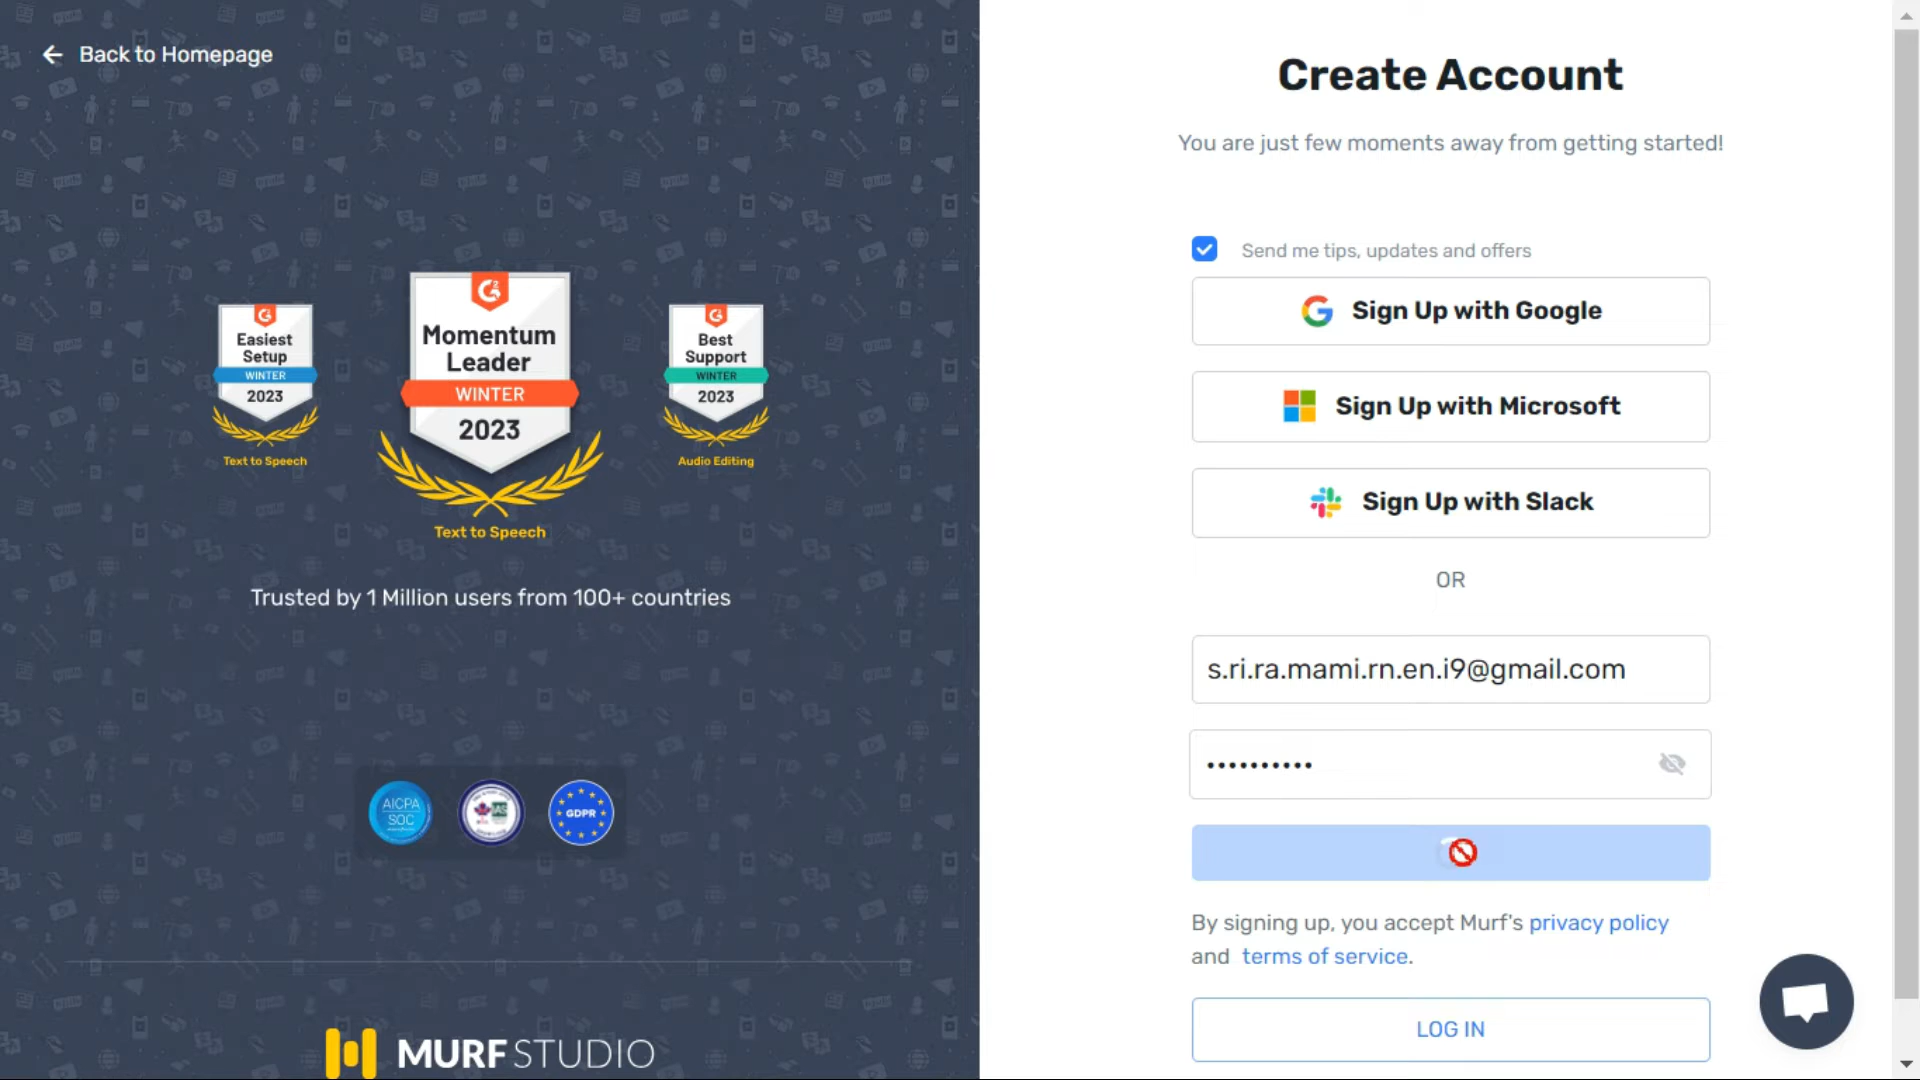 Back to Homepage
Easiest
Setup
WINTER
2023
Text to Speech
Momentum
Leader
WINTER
2023
Text to Speech
Best
Support
WINTER
2023
Audio Editing
Trusted by 1 Million users from 100+ countries
AICPA
SOC
IAS
GDPR
MURF STUDIO
Create Account
You are just few moments away from getting started!
Send me tips, updates and offers
Sign Up with Google
Sign Up with Microsoft
Sign Up with Slack
OR
s.ri.ra.mami.rn.en.i9@gmail.com
••••••••••
By signing up, you accept Murf's privacy policy
and terms of service.
LOG IN